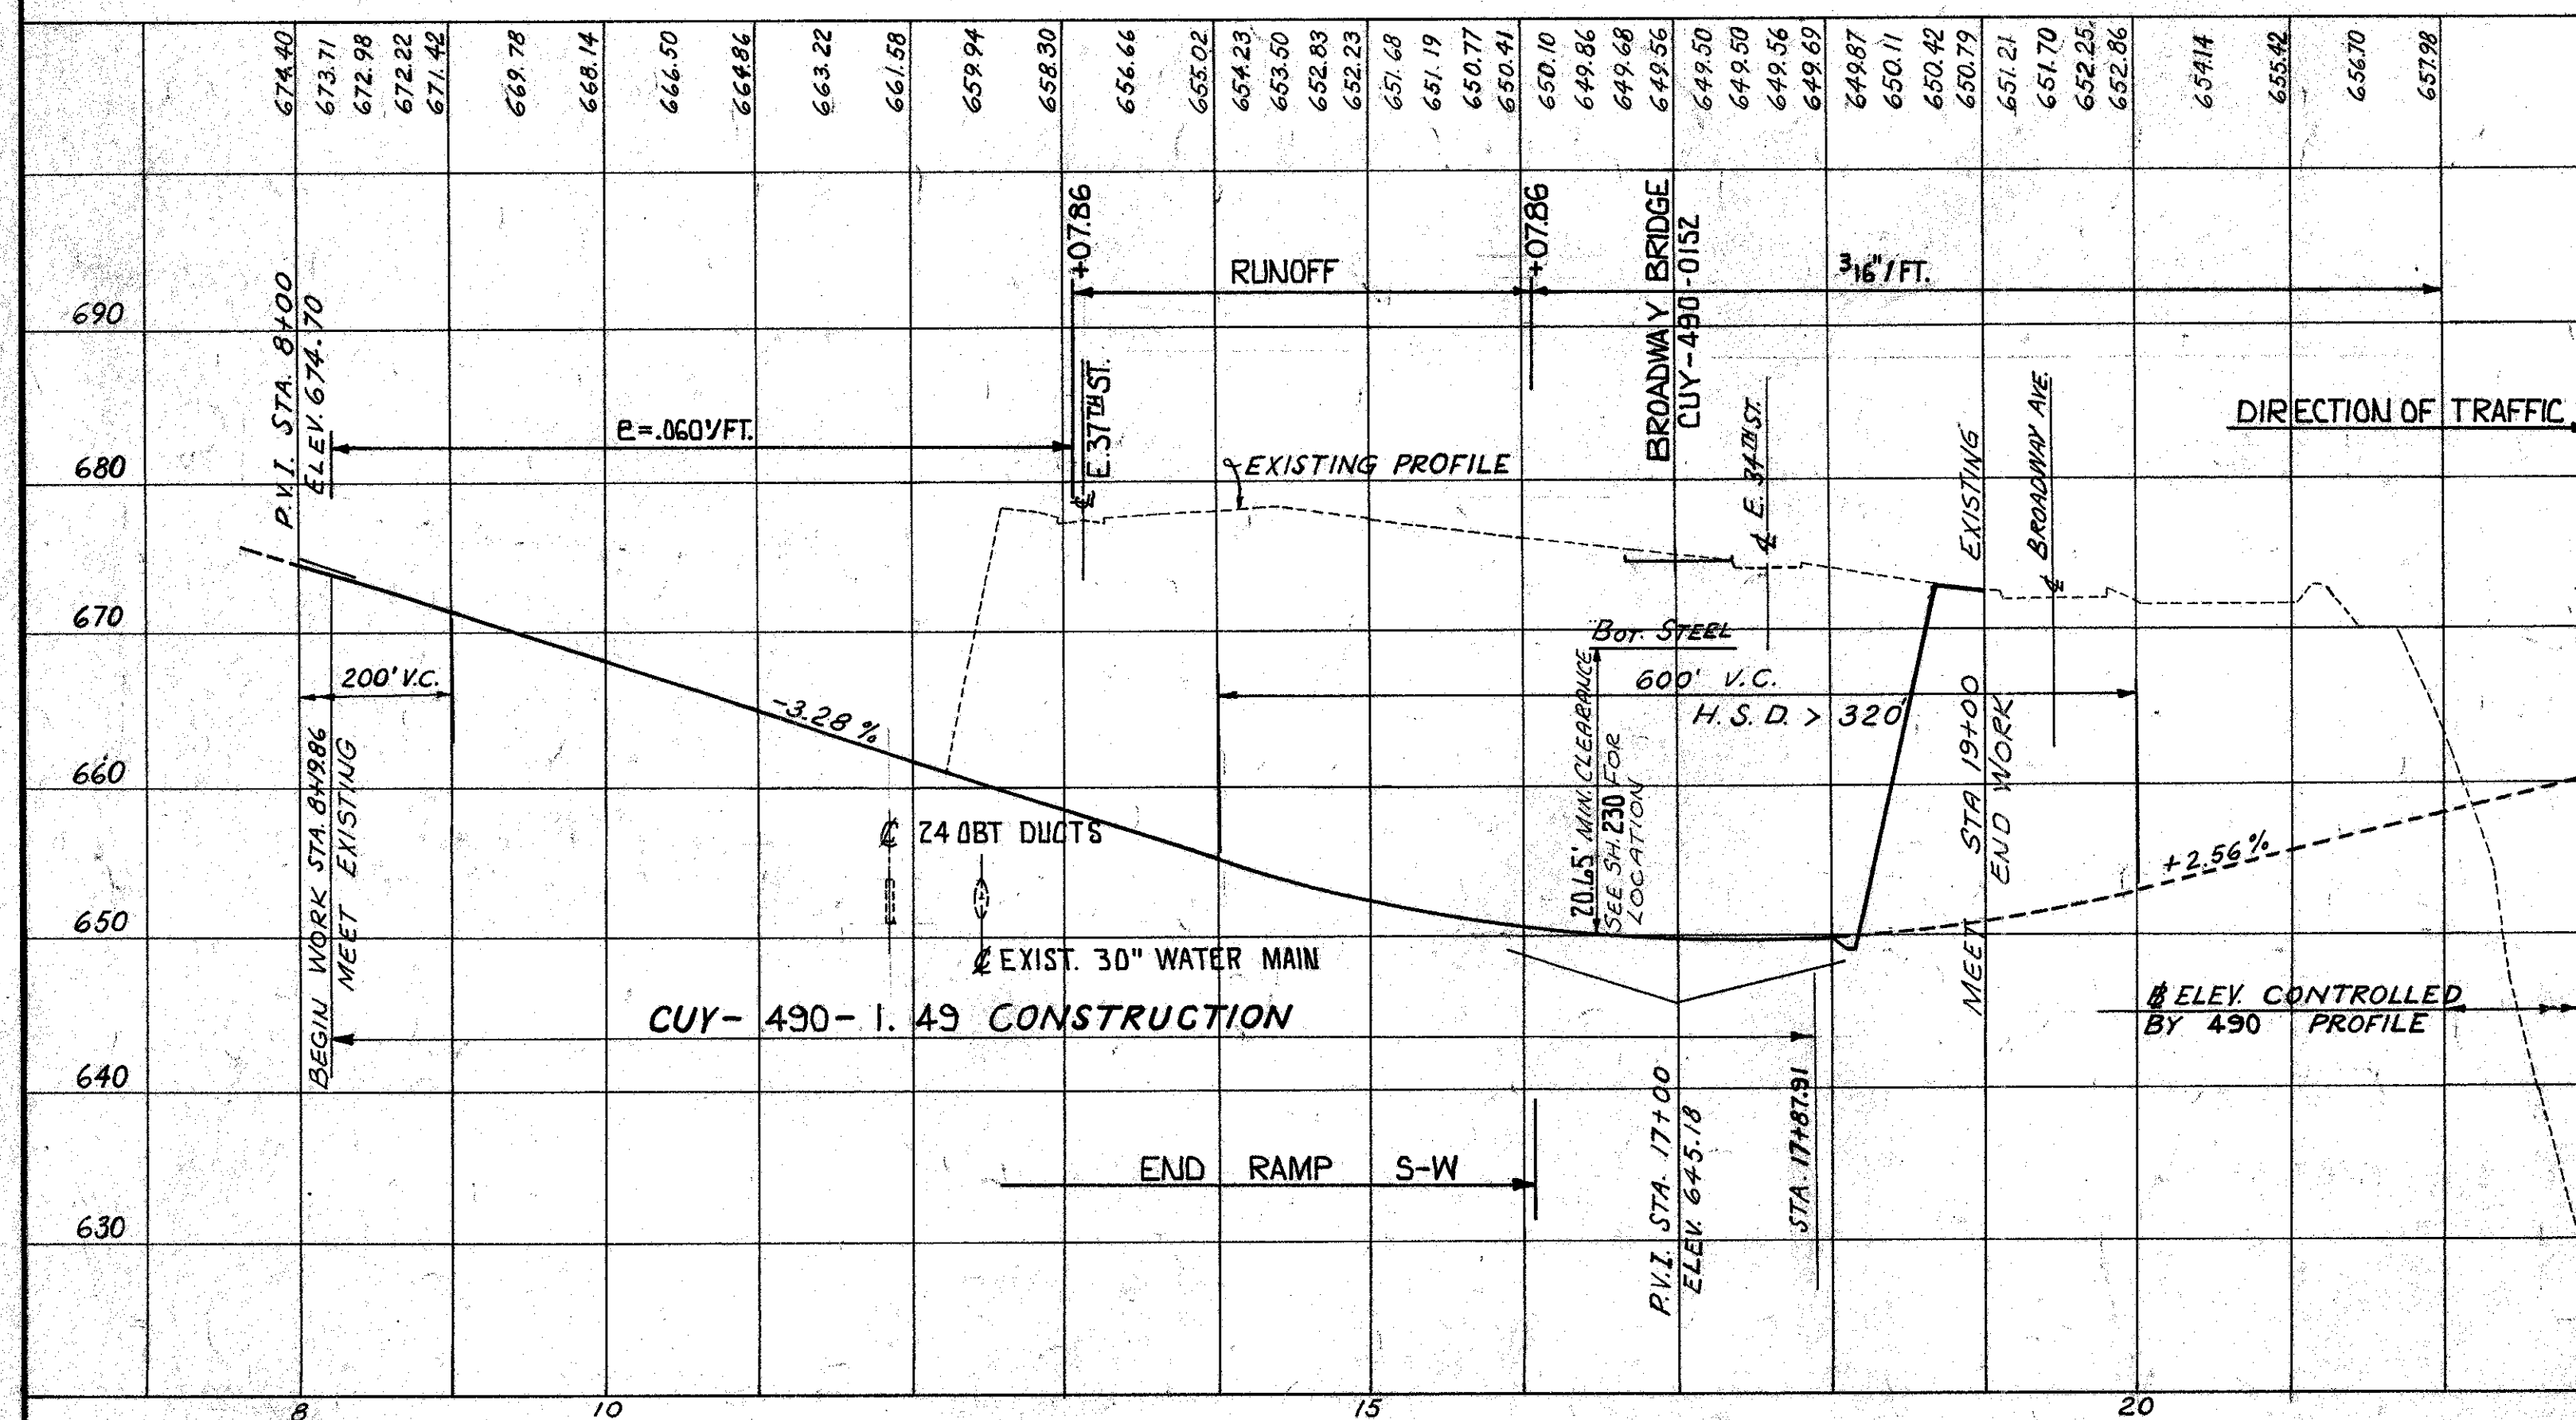 674.40
673.71
672.98
672.22
671.42
669.78
668.14
666.50
664.86
663.22
661.58
659.94
658.30
656.66
655.02
654.23
653.50
652.83
652.23
651.68
651.19
650.77
650.41
650.10
649.86
649.68
649.56
649.50
649.50
649.56
649.69
649.87
650.11
650.42
650.79
651.21
651.70
652.25
652.86
654.14
655.42
656.70
657.98
690
680
670
660
650
640
630
P.V.I. STA. 8+00
ELEV. 674.70
e=.060'/FT.
+07.86
RUNOFF
+07.86
BROADWAY BRIDGE
CUY-490-0152
3/16"/FT.
DIRECTION OF TRAFFIC
℄ E.37TH ST.
EXISTING PROFILE
℄ E. 34TH ST.
EXISTING
℄ BROADWAY AVE.
200' V.C.
-3.28 %
BOT. STEEL
20.65' MIN. CLEARANCE
SEE SH. 230 FOR
LOCATION
600' V.C.
H.S.D. > 320'
BEGIN WORK STA. 8+19.86
MEET EXISTING
℄ 24 OBT DUCTS
℄ EXIST. 30" WATER MAIN
MEET STA 19+00
END WORK
+2.56 %
CUY- 490- 1. 49 CONSTRUCTION
ELEV. CONTROLLED
BY 490 PROFILE
END RAMP S-W
P.V.I. STA. 17+00
ELEV. 645.18
STA. 17+87.91
8
10
15
20